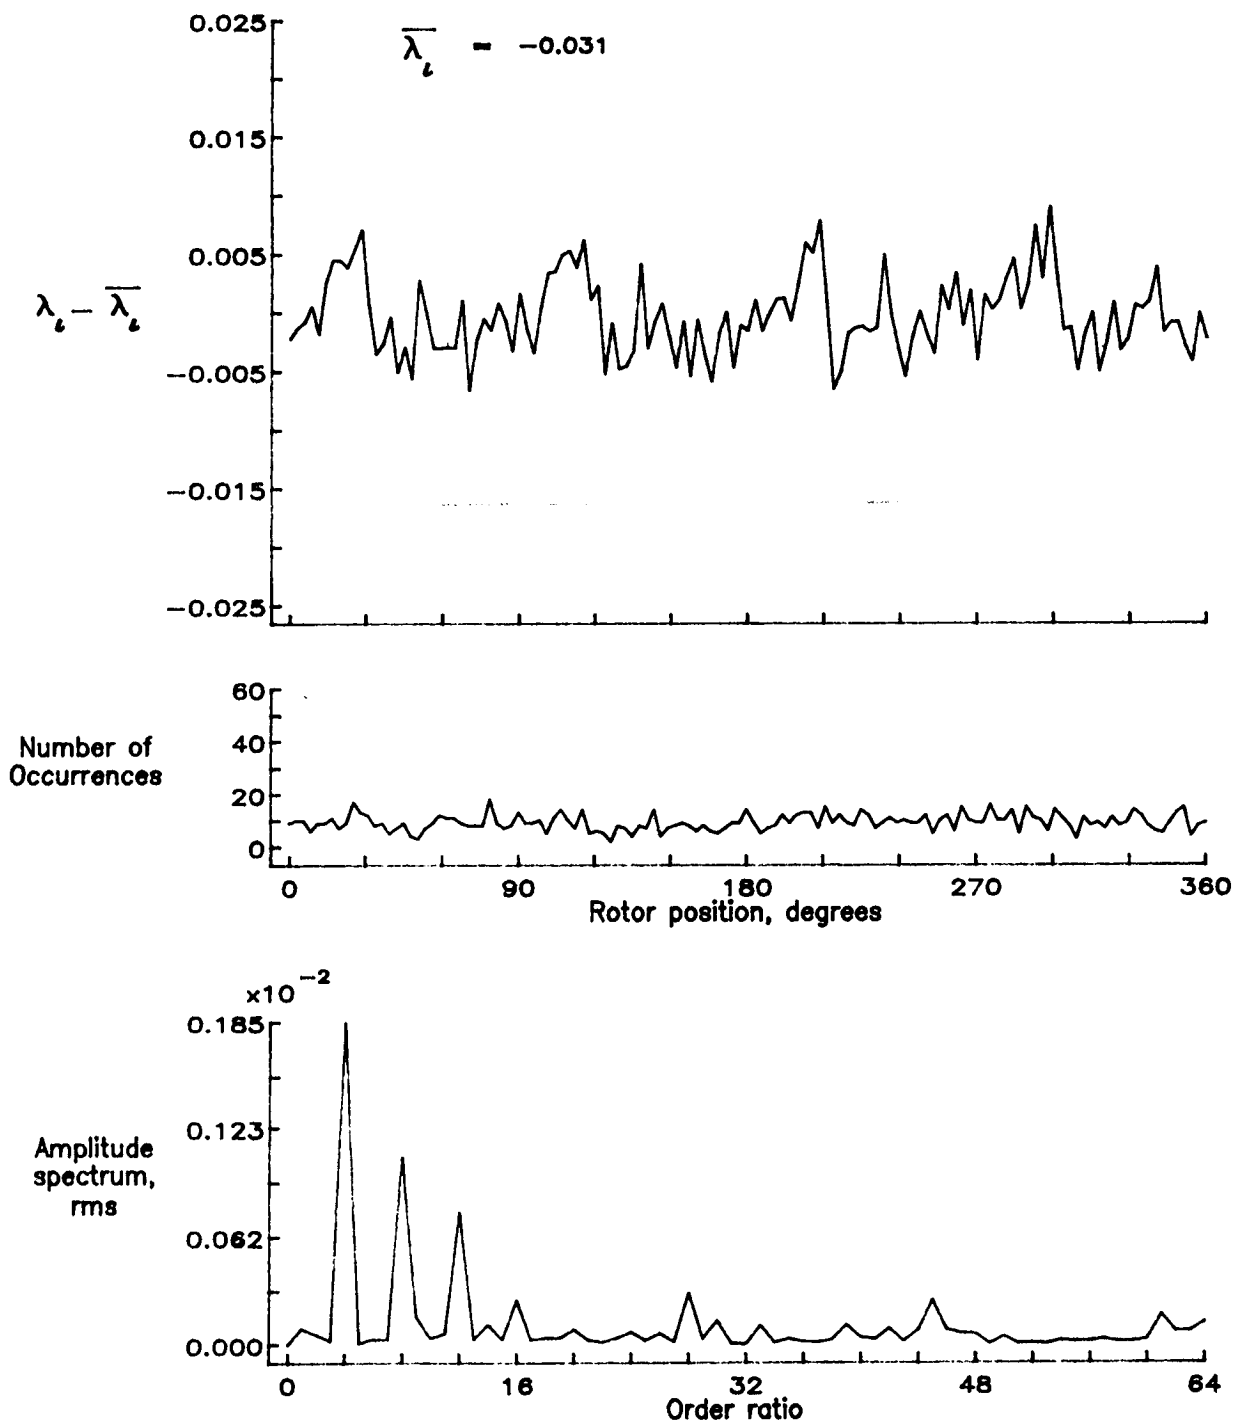 0.025
λ̅ι = -0.031
0.015
0.005
λι - λ̅ι
-0.005
-0.015
-0.025
60
Number of
Occurrences
40
20
0
0 90 180 270 360
Rotor position, degrees
×10 -2
0.185
0.123
Amplitude
spectrum,
rms
0.062
0.000
0 16 32 48 64
Order ratio